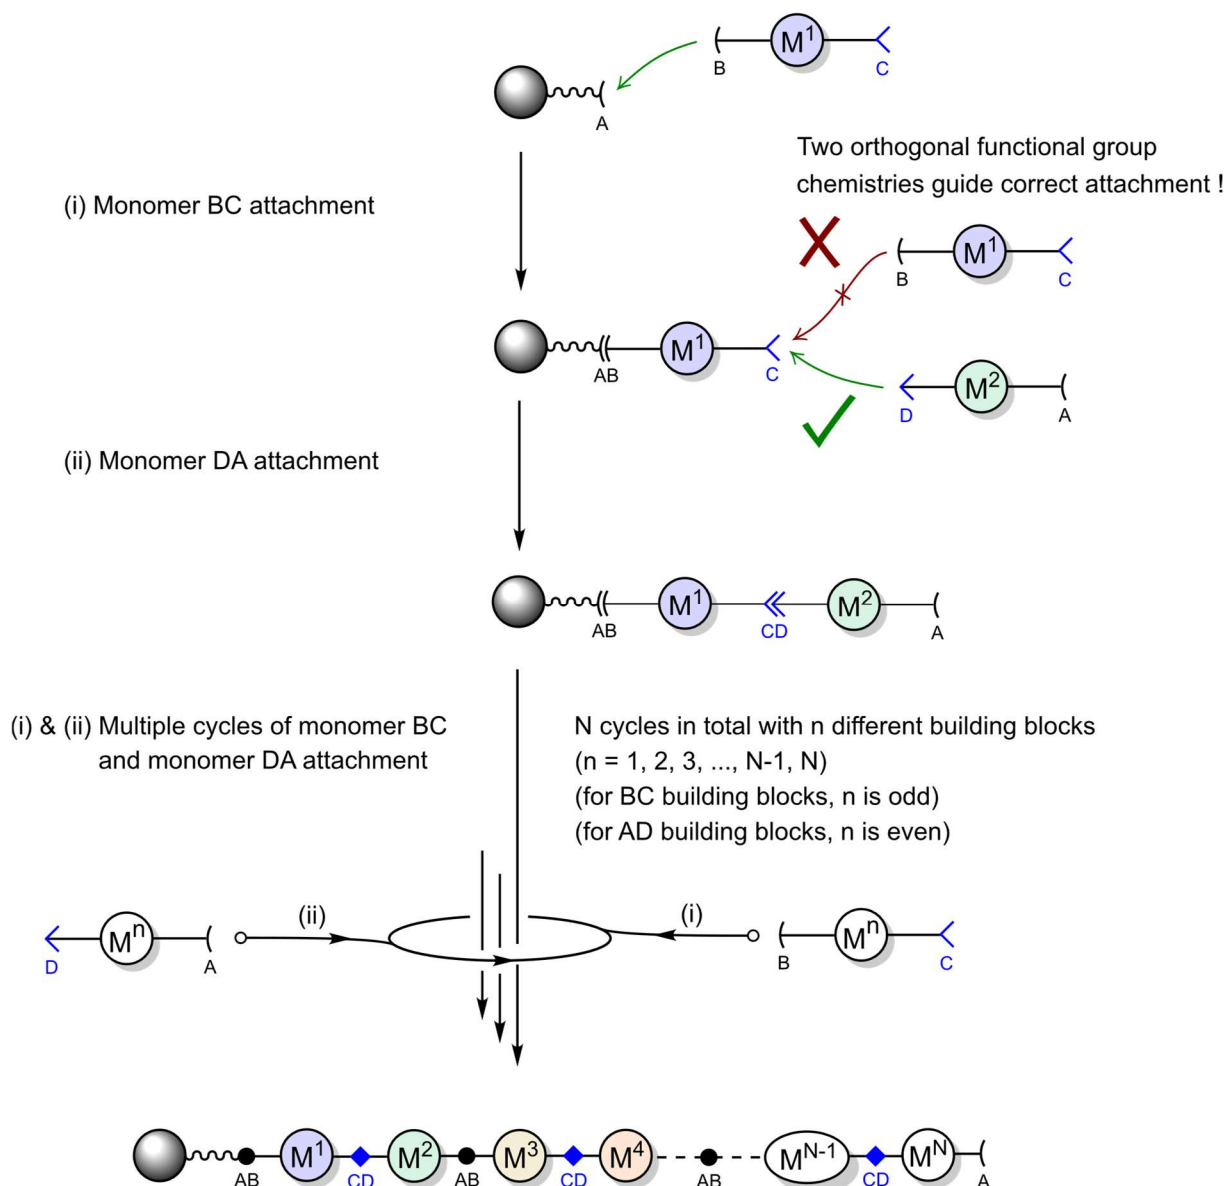 M¹
B
C
A
Two orthogonal functional group
chemistries guide correct attachment !
(i) Monomer BC attachment
M¹
B
C
M¹
AB
C
M²
D
A
(ii) Monomer DA attachment
M¹
M²
AB
CD
A
(i) & (ii) Multiple cycles of monomer BC
and monomer DA attachment
N cycles in total with n different building blocks
(n = 1, 2, 3, ..., N-1, N)
(for BC building blocks, n is odd)
(for AD building blocks, n is even)
(ii)
(i)
Mⁿ
D
A
Mⁿ
B
C
M¹ M² M³ M⁴ Mᴺ⁻¹ Mᴺ
AB CD AB CD AB CD A